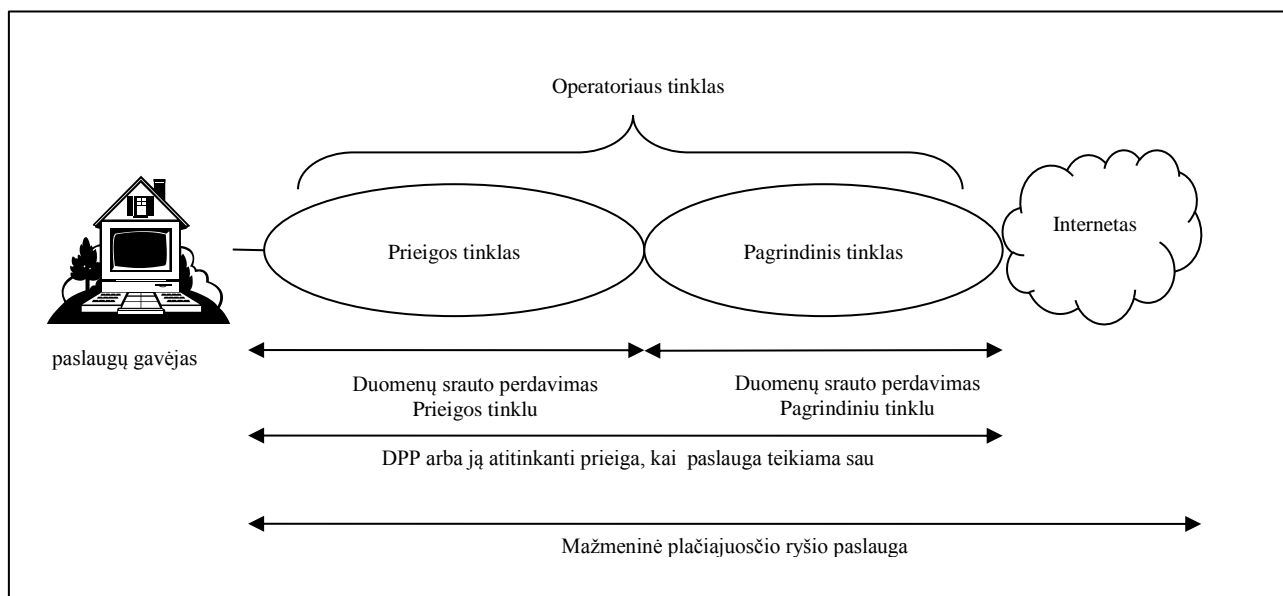 Operatoriaus tinklas
Prieigos tinklas
Pagrindinis tinklas
Internetas
paslaugų gavėjas
Duomenų srauto perdavimas
Prieigos tinklu
Duomenų srauto perdavimas
Pagrindiniu tinklu
DPP arba ją atitinkanti prieiga, kai paslauga teikiama sau
Mažmeninė plačiajuosčio ryšio paslauga